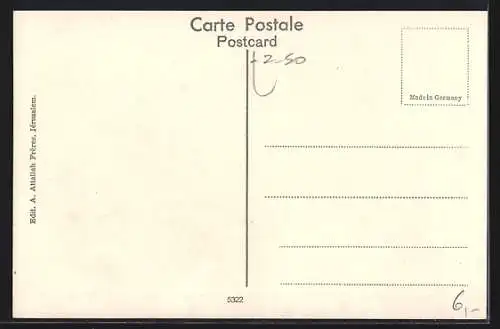 Carte Postale
Postcard
2-50
Made in Germany
Edit. A. Attallah Frères, Jérusalem.
5322
6,-